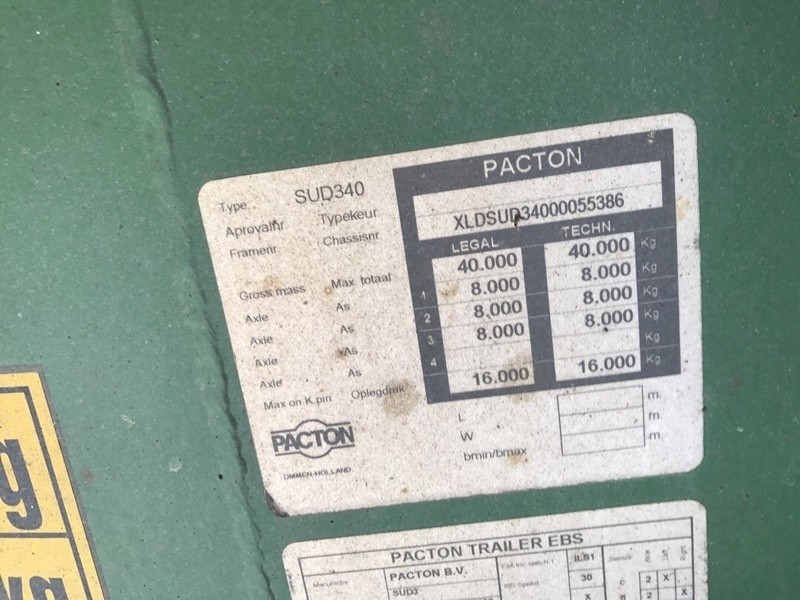 PACTON
Type. SUD340
Aprovalnr Typekeur
XLDSUD34000055386
Framenr. Chassisnr.
LEGAL TECHN.
Gross mass Max totaal 40.000 40.000 Kg
Axle As 1 8.000 8.000 Kg
Axle As 2 8.000 8.000 Kg
Axle As 3 8.000 8.000 Kg
Axle As 4 Kg
Max on K.pin Oplegdruk 16.000 16.000 Kg
L m.
W m.
bmin/bmax m.
PACTON
OMMEN-HOLLAND
g
kg
PACTON TRAILER EBS
PACTON B.V.
SUD3
30
2 X
2 X